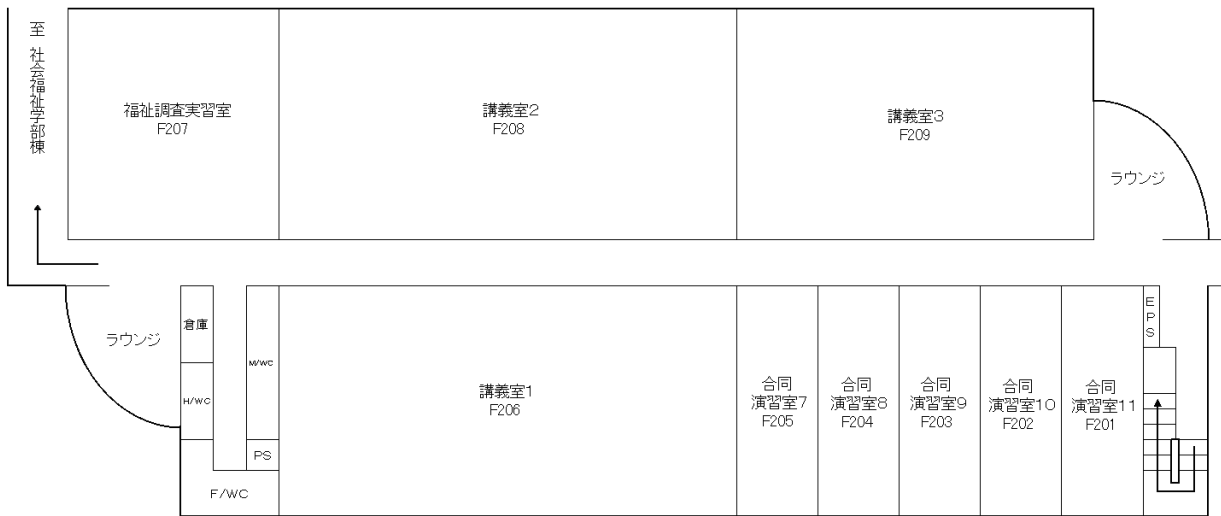 至 社会福祉学部棟
福祉調査実習室
F207
講義室2
F208
講義室3
F209
ラウンジ
ラウンジ
倉庫
H/WC
M/WC
PS
F/WC
講義室1
F206
合同
演習室7
F205
合同
演習室8
F204
合同
演習室9
F203
合同
演習室10
F202
合同
演習室11
F201
EPS